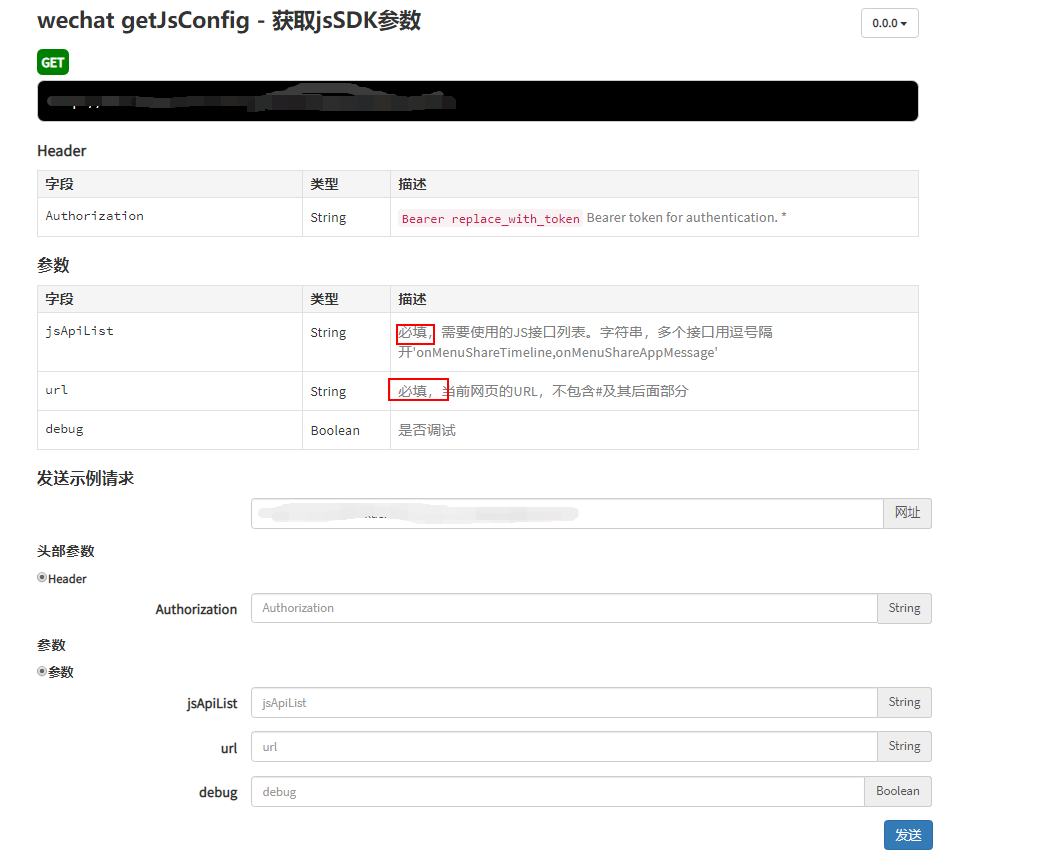 wechat getJsConfig - 获取jsSDK参数
0.0.0
GET
Header
字段 类型 描述
Authorization String Bearer replace_with_token Bearer token for authentication. *
参数
字段 类型 描述
jsApiList String 必填，需要使用的JS接口列表。字符串，多个接口用逗号隔
开'onMenuShareTimeline,onMenuShareAppMessage'
url String 必填，当前网页的URL，不包含#及其后面部分
debug Boolean 是否调试
发送示例请求
网址
头部参数
Header
Authorization Authorization String
参数
参数
jsApiList jsApiList String
url url String
debug debug Boolean
发送